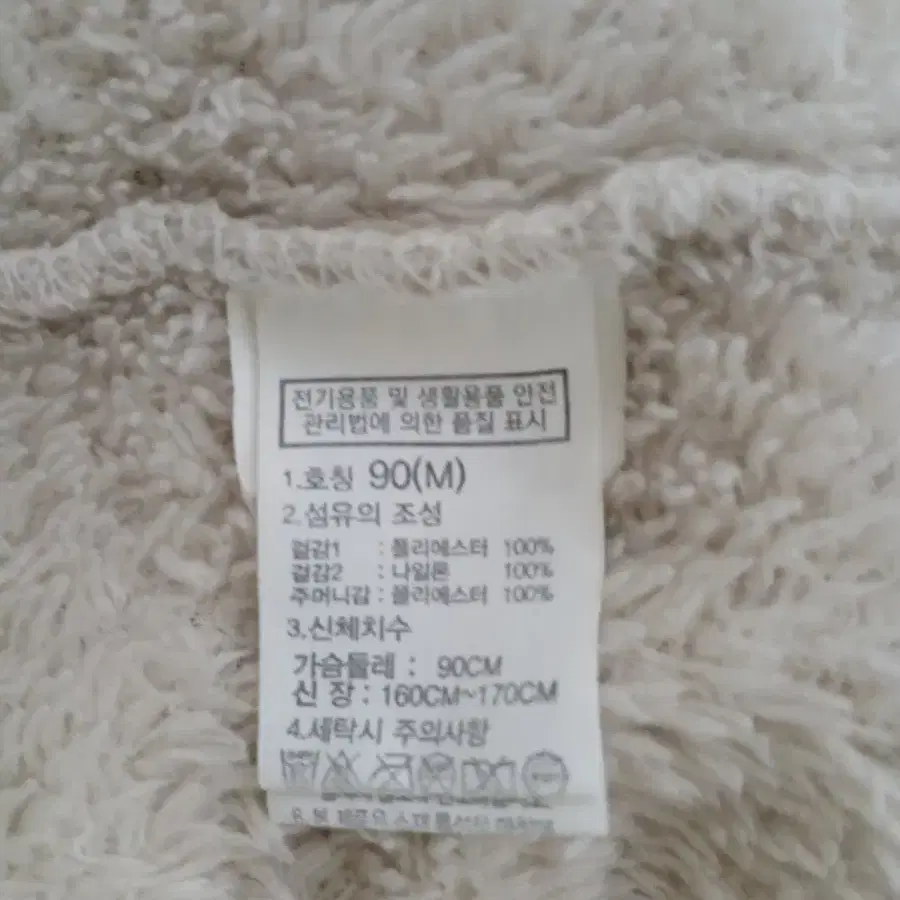 전기용품 및 생활용품 안전
관리법에 의한 품질 표시
1.호칭 90(M)
2.섬유의 조성
겉감1 : 폴리에스터 100%
겉감2 : 나일론 100%
주머니감 : 폴리에스터 100%
3.신체치수
가슴둘레 : 90CM
신 장 : 160CM~170CM
4.세탁시 주의사항